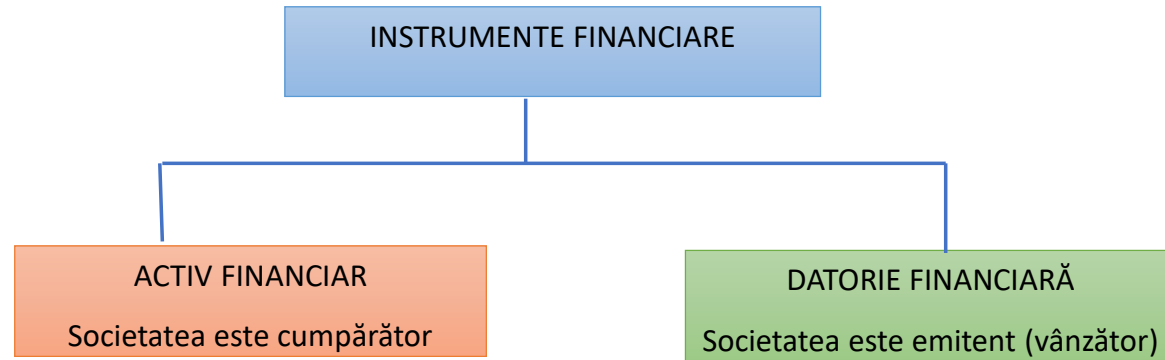 INSTRUMENTE FINANCIARE
ACTIV FINANCIAR
Societatea este cumpărător
DATORIE FINANCIARĂ
Societatea este emitent (vânzător)